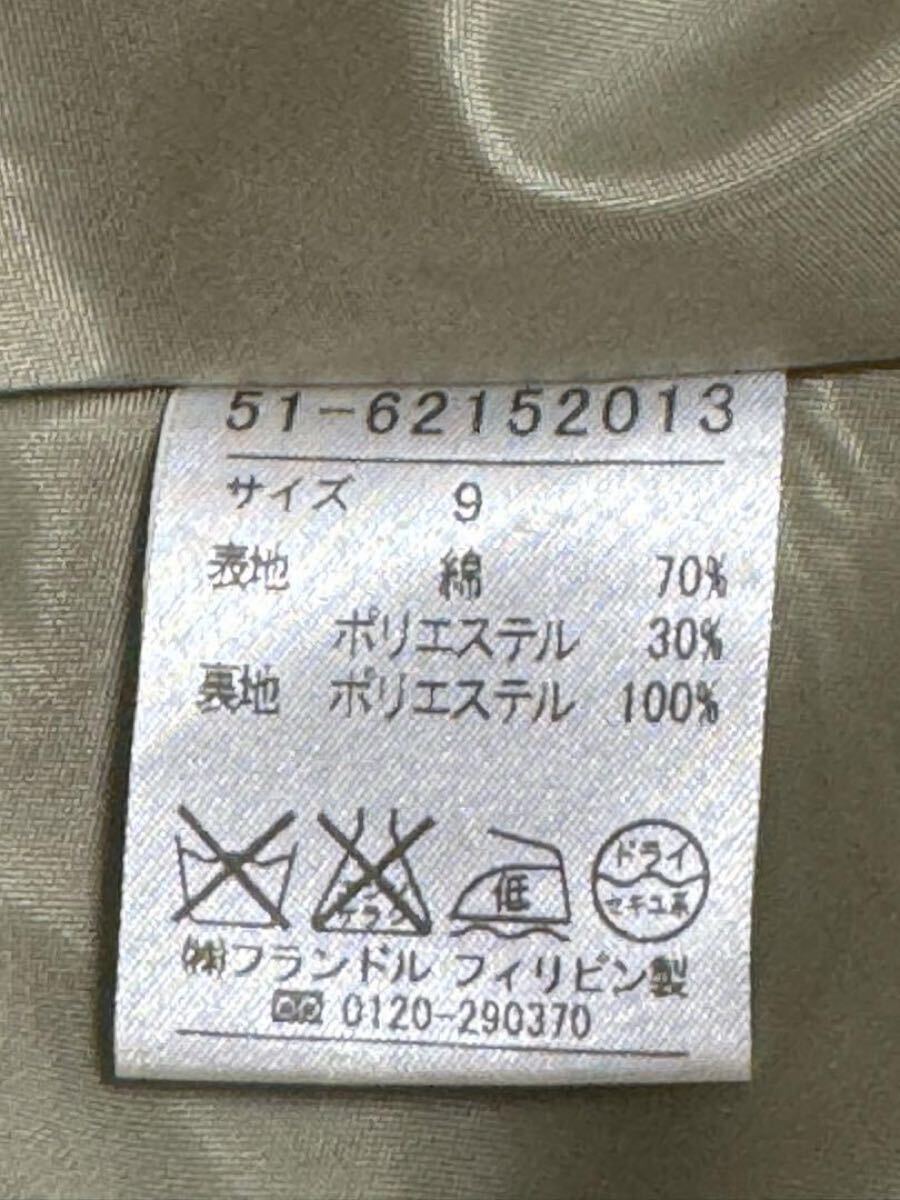 51-62152013
サイズ 9
表地 綿 70%
ポリエステル 30%
裏地 ポリエステル 100%
低
ドライ
セキユ系
㈱フランドル フィリピン製
0120-290370